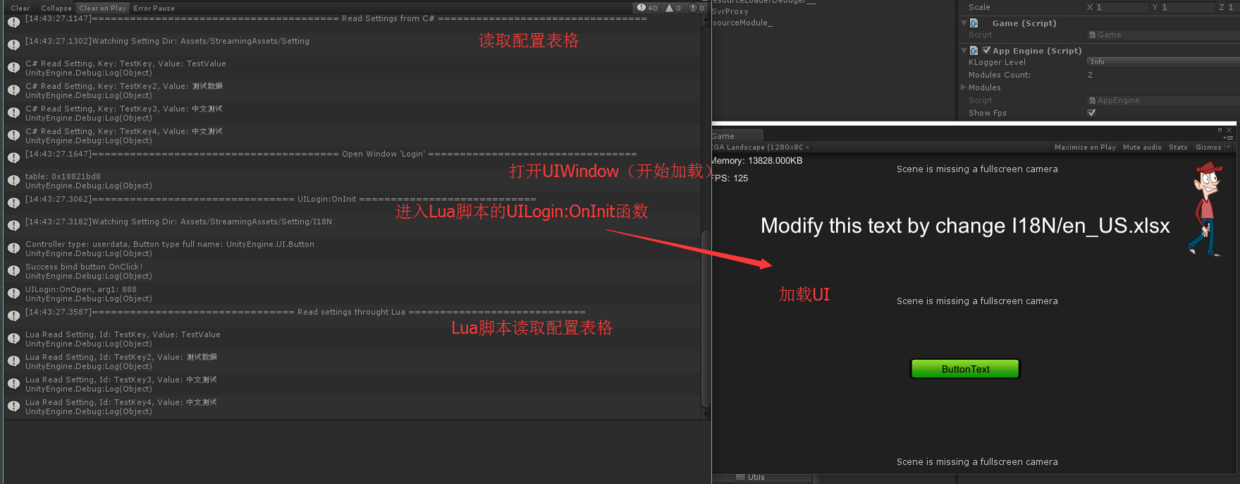 Clear Collapse Clear on Play Error Pause 40 0 0
[14:43:27.1147]====================================== Read Settings from C# ================================
读取配置表格
[14:43:27.1302]Watching Setting Dir: Assets/StreamingAssets/Setting
C# Read Setting, Key: TestKey, Value: TestValue
UnityEngine.Debug:Log(Object)
C# Read Setting, Key: TestKey2, Value: 测试数据
UnityEngine.Debug:Log(Object)
C# Read Setting, Key: TestKey3, Value: 中文测试
UnityEngine.Debug:Log(Object)
C# Read Setting, Key: TestKey4, Value: 中文测试
UnityEngine.Debug:Log(Object)
[14:43:27.1647]====================================== Open Window 'Login' ================================
打开UIWindow（开始加载）
table: 0x18821bd8
UnityEngine.Debug:Log(Object)
[14:43:27.3062]=============================== UILogin:OnInit ===========================
进入Lua脚本的UILogin:OnInit函数
[14:43:27.3182]Watching Setting Dir: Assets/StreamingAssets/Setting/I18N
Controller type: userdata, Button type full name: UnityEngine.UI.Button
UnityEngine.Debug:Log(Object)
Success bind button OnClick!
UnityEngine.Debug:Log(Object)
UILogin:OnOpen, arg1: 888
UnityEngine.Debug:Log(Object)
[14:43:27.3587]=============================== Read settings throught Lua ===========================
Lua脚本读取配置表格
Lua Read Setting, Id: TestKey, Value: TestValue
UnityEngine.Debug:Log(Object)
Lua Read Setting, Id: TestKey2, Value: 测试数据
UnityEngine.Debug:Log(Object)
Lua Read Setting, Id: TestKey3, Value: 中文测试
UnityEngine.Debug:Log(Object)
Lua Read Setting, Id: TestKey4, Value: 中文测试
UnityEngine.Debug:Log(Object)
SvrProxy
sourceModule_
Scale X 1 Y 1 Z 1
Game (Script)
Script Game
App Engine (Script)
KLogger Level Info
Modules Count: 2
Modules
Script AppEngine
Show Fps
Game
Maximize on Play Mute audio Stats Gizmos
Memory: 13828.000KB
FPS: 125
Scene is missing a fullscreen camera
Modify this text by change I18N/en_US.xlsx
加载UI
Scene is missing a fullscreen camera
ButtonText
Scene is missing a fullscreen camera
Utils